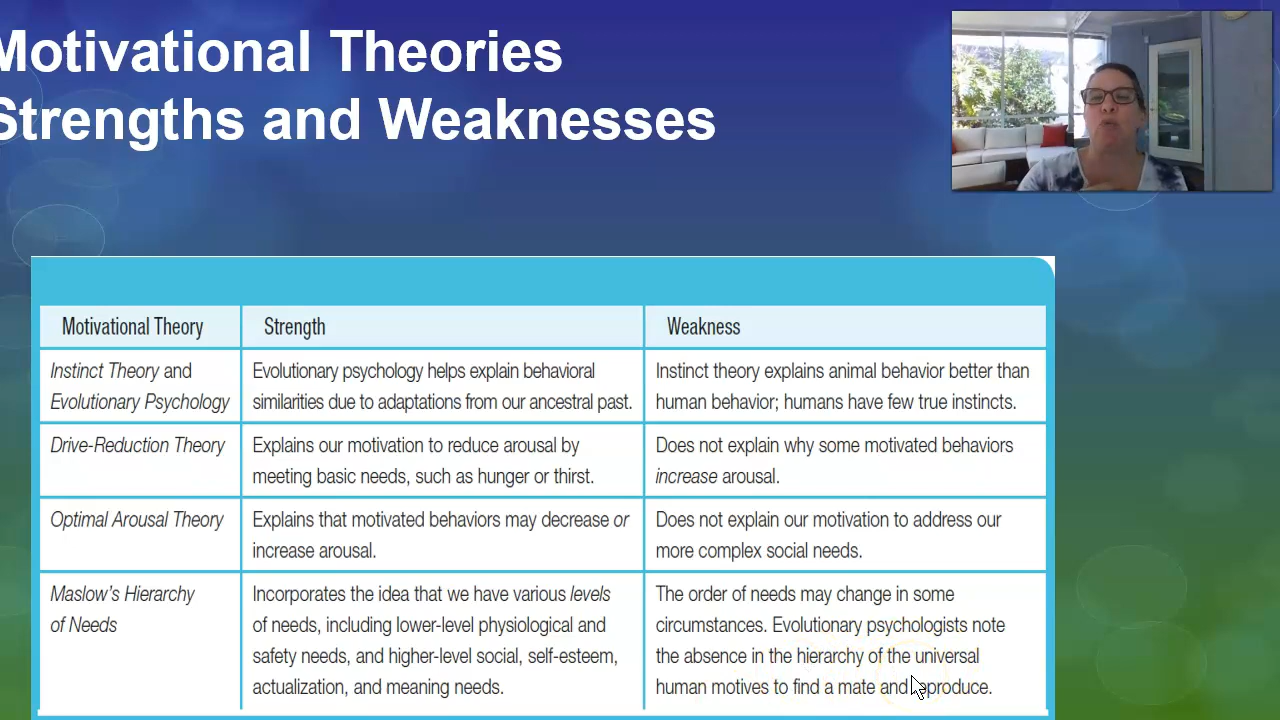 Motivational Theories
Strengths and Weaknesses
Motivational Theory
Strength
Weakness
Instinct Theory and
Evolutionary Psychology
Evolutionary psychology helps explain behavioral
similarities due to adaptations from our ancestral past.
Instinct theory explains animal behavior better than
human behavior; humans have few true instincts.
Drive-Reduction Theory
Explains our motivation to reduce arousal by
meeting basic needs, such as hunger or thirst.
Does not explain why some motivated behaviors
increase arousal.
Optimal Arousal Theory
Explains that motivated behaviors may decrease or
increase arousal.
Does not explain our motivation to address our
more complex social needs.
Maslow's Hierarchy
of Needs
Incorporates the idea that we have various levels
of needs, including lower-level physiological and
safety needs, and higher-level social, self-esteem,
actualization, and meaning needs.
The order of needs may change in some
circumstances. Evolutionary psychologists note
the absence in the hierarchy of the universal
human motives to find a mate and reproduce.